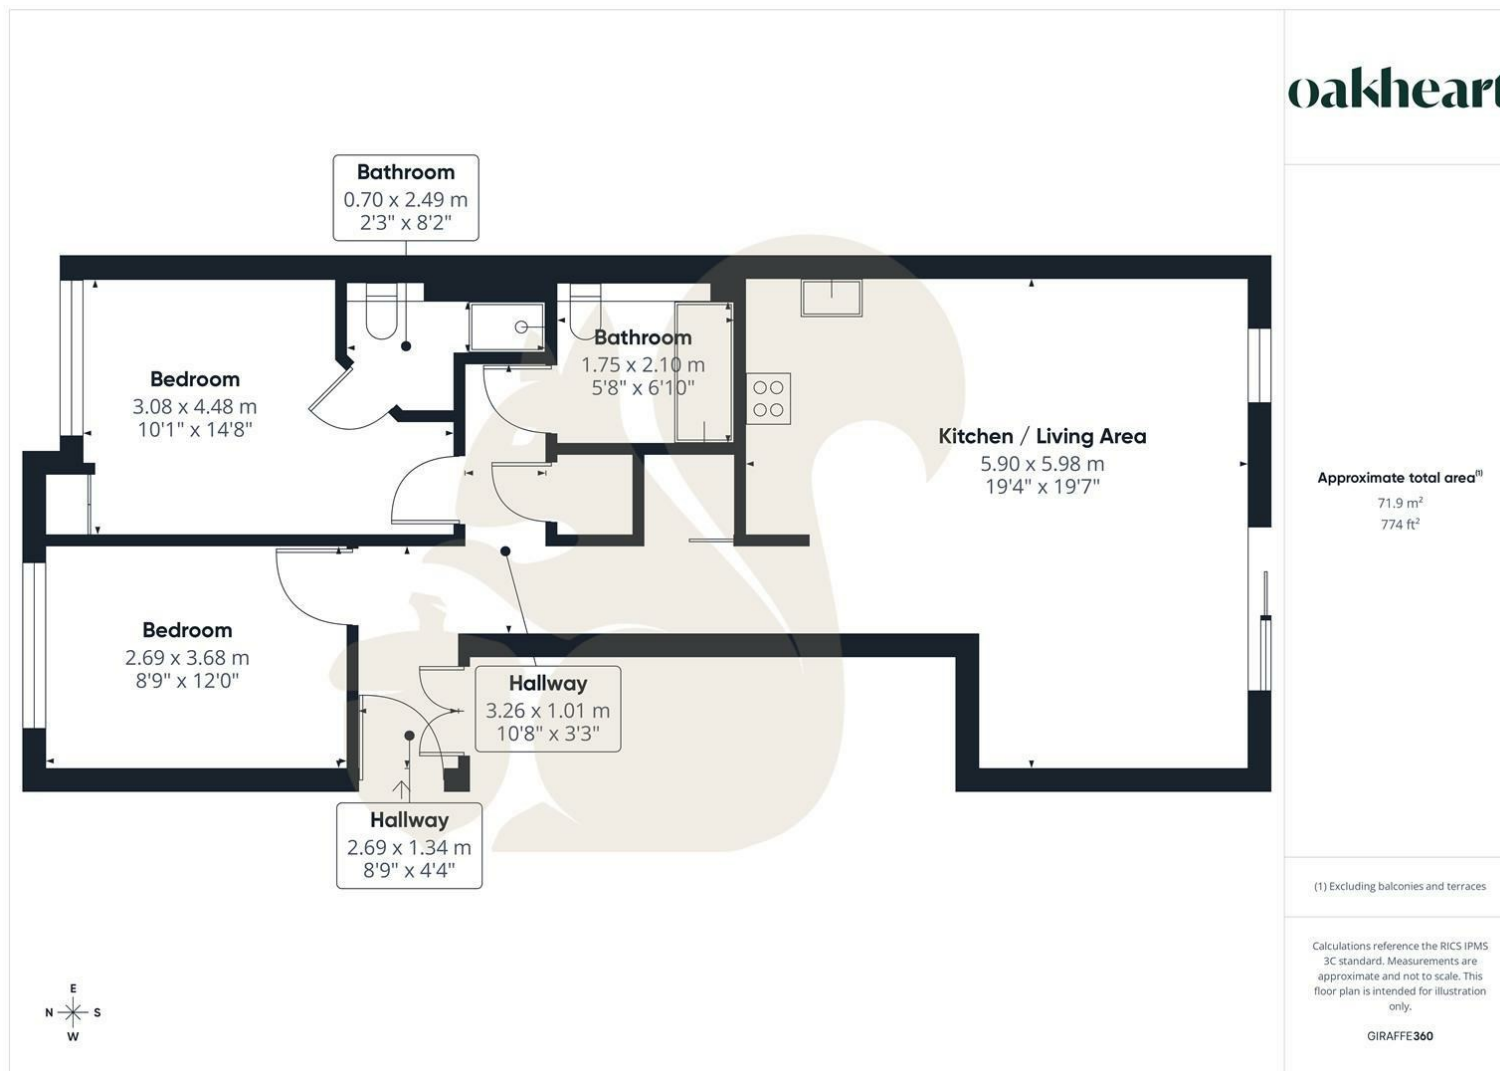 oakheart
Bathroom
0.70 x 2.49 m
2'3" x 8'2"
Bathroom
1.75 x 2.10 m
5'8" x 6'10"
Bedroom
3.08 x 4.48 m
10'1" x 14'8"
Kitchen / Living Area
5.90 x 5.98 m
19'4" x 19'7"
Approximate total area(1)
71.9 m²
774 ft²
Bedroom
2.69 x 3.68 m
8'9" x 12'0"
Hallway
3.26 x 1.01 m
10'8" x 3'3"
Hallway
2.69 x 1.34 m
8'9" x 4'4"
(1) Excluding balconies and terraces
Calculations reference the RICS IPMS
3C standard. Measurements are
approximate and not to scale. This
floor plan is intended for illustration
only.
GIRAFFE360
E
N S
W